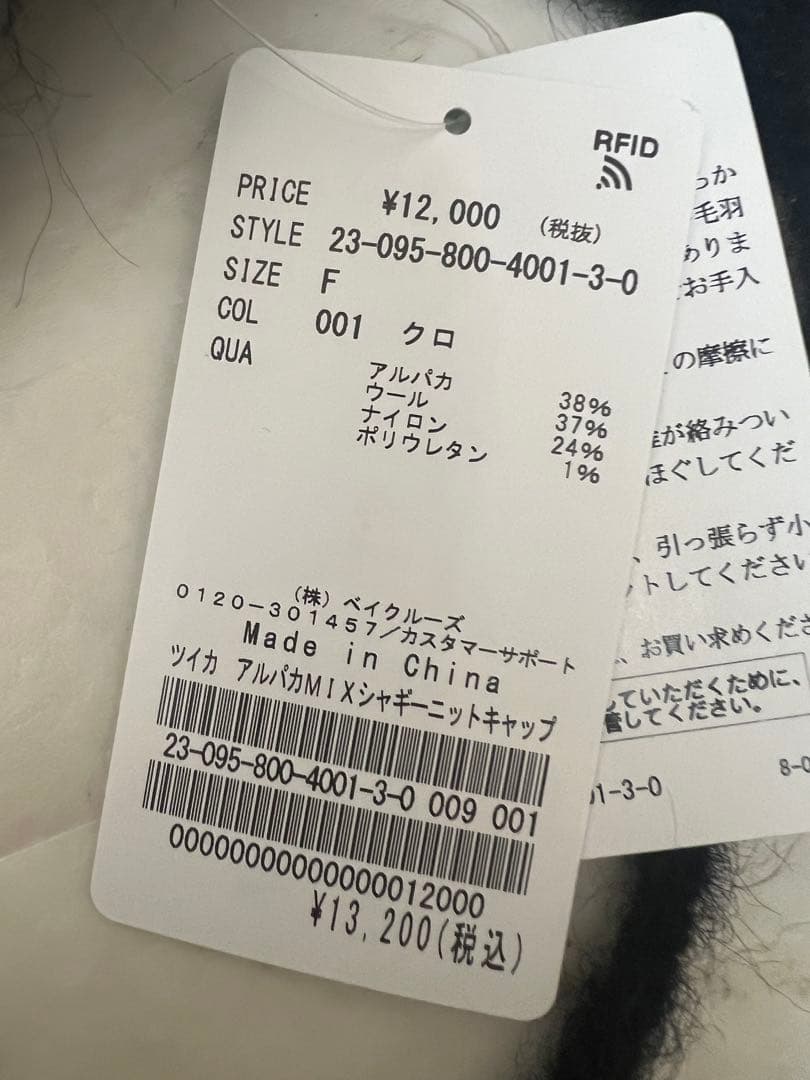 RFID
PRICE ¥12,000 (税抜)
STYLE 23-095-800-4001-3-0
SIZE F
COL 001 クロ
QUA
アルパカ 38%
ウール 37%
ナイロン 24%
ポリウレタン 1%
(株) ベイクルーズ
0120-301457/カスタマーサポート
Made in China
ツイカ アルパカMIXシャギーニットキャップ
23-095-800-4001-3-0 009 001
00000000000000012000
¥13,200(税込)
っか
毛羽
ありま
お手入
の摩擦に
が絡みつい
ほぐしてくだ
、引っ張らず小
トしてください
、お買い求めくださ
していただくために、
管してください。
01-3-0 8-0